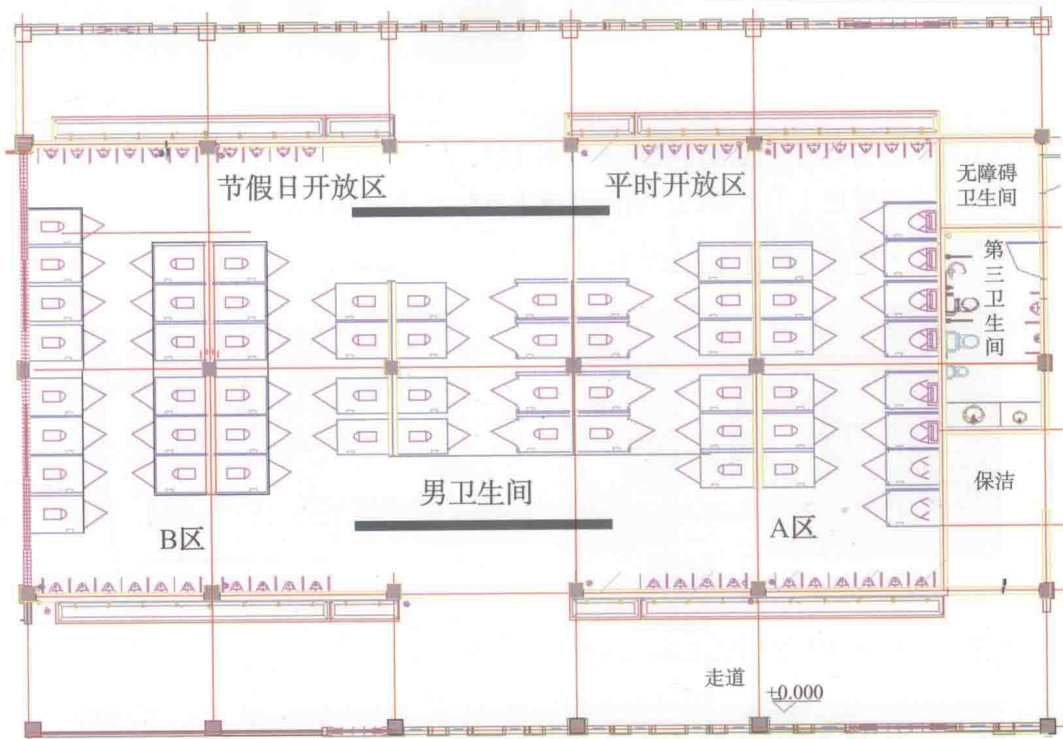 节假日开放区
平时开放区
无障碍
卫生间
第三卫生间
男卫生间
保洁
B区
A区
走道
±0.000